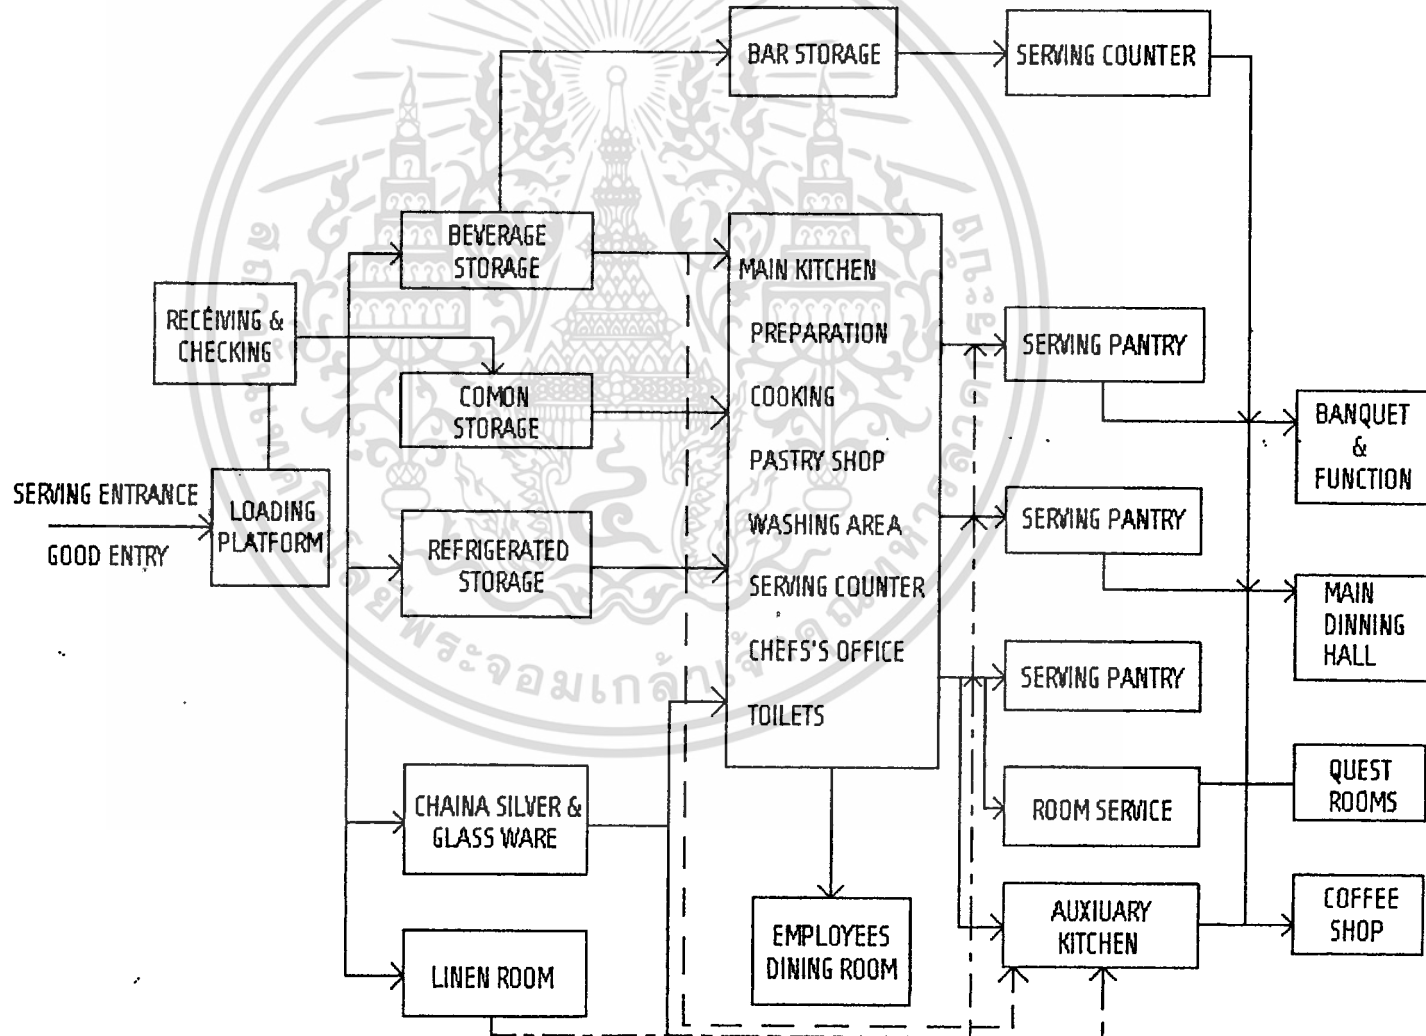 BAR STORAGE
SERVING COUNTER
BEVERAGE
STORAGE
RECEIVING &
CHECKING
COMON
STORAGE
SERVING ENTRANCE
GOOD ENTRY
LOADING
PLATFORM
REFRIGERATED
STORAGE
CHAINA SILVER &
GLASS WARE
LINEN ROOM
MAIN KITCHEN
PREPARATION
COOKING
PASTRY SHOP
WASHING AREA
SERVING COUNTER
CHEFS'S OFFICE
TOILETS
EMPLOYEES
DINING ROOM
SERVING PANTRY
SERVING PANTRY
SERVING PANTRY
ROOM SERVICE
AUXIUARY
KITCHEN
BANQUET
&
FUNCTION
MAIN
DINNING
HALL
QUEST
ROOMS
COFFEE
SHOP